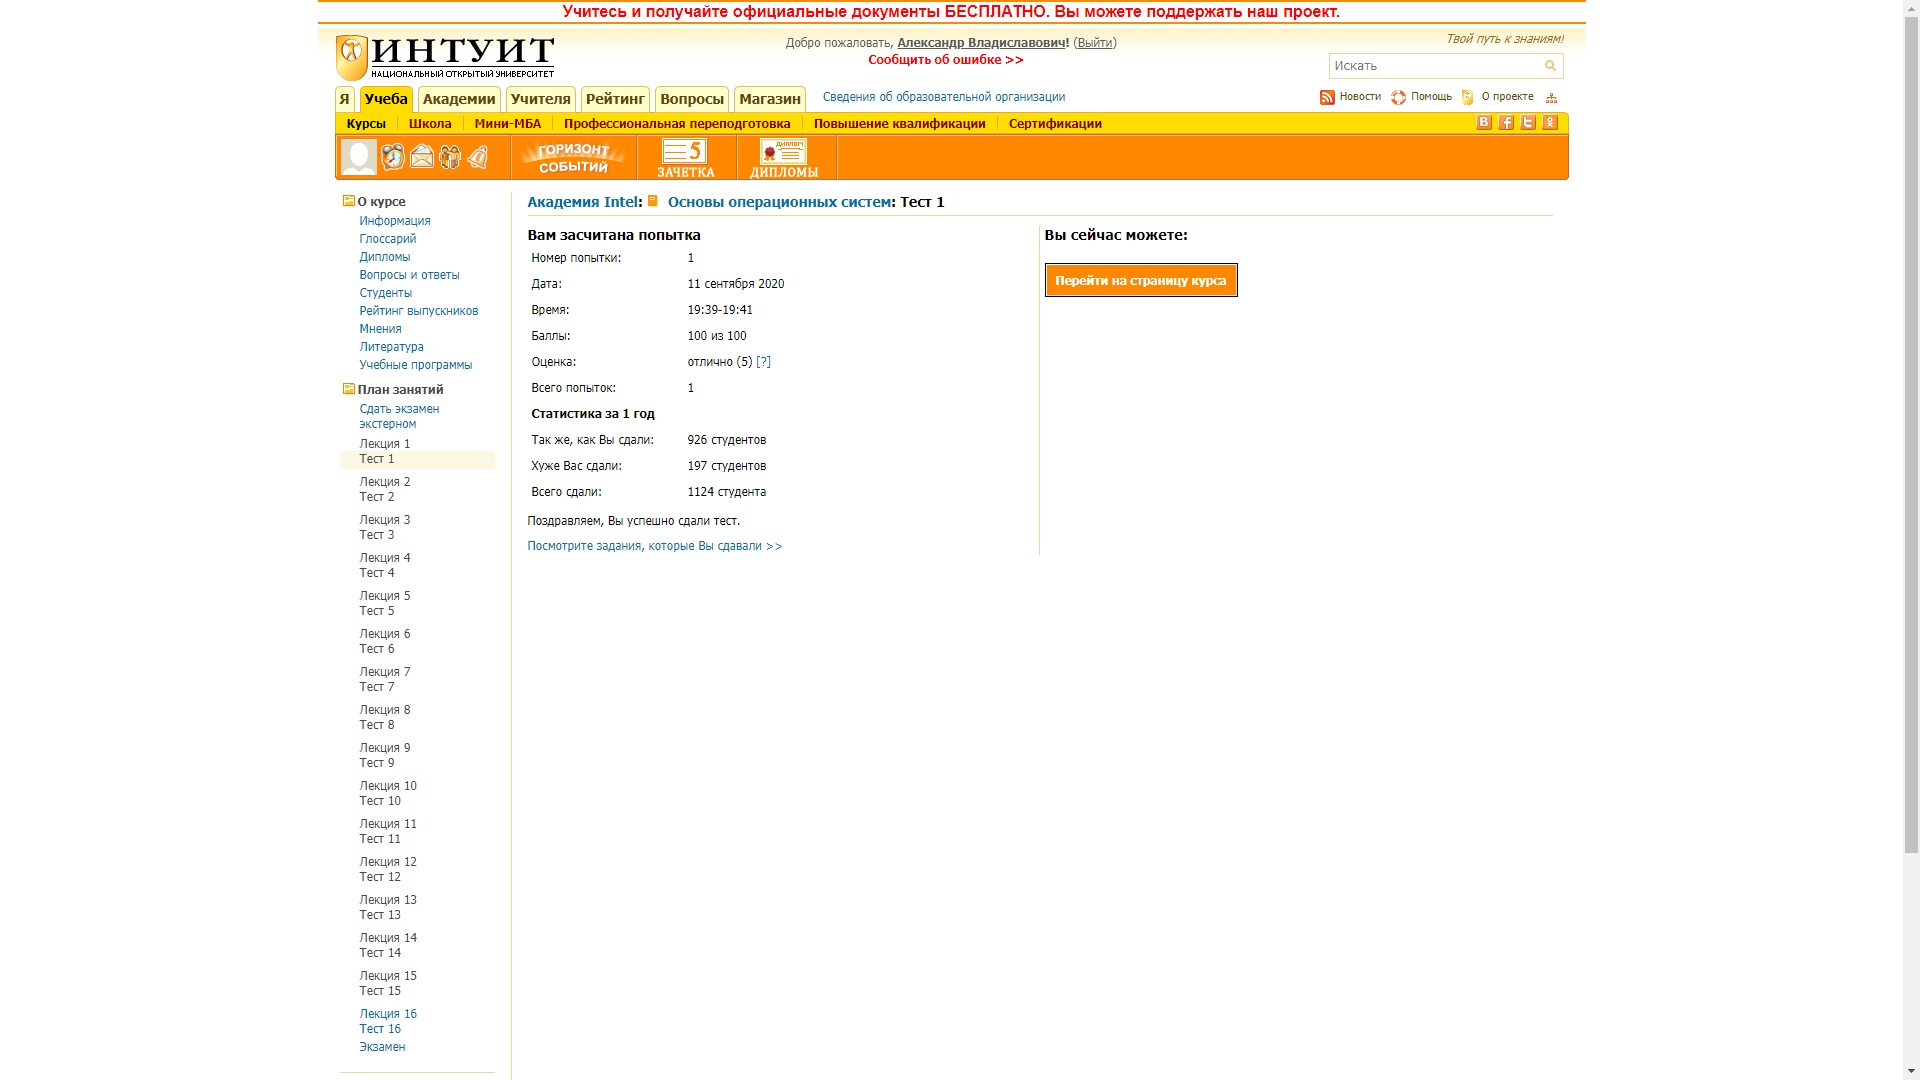 Учитесь и получайте официальные документы БЕСПЛАТНО. Вы можете поддержать наш проект.
ИНТУИТ
НАЦИОНАЛЬНЫЙ ОТКРЫТЫЙ УНИВЕРСИТЕТ
Добро пожаловать, Александр Владиславович! (Выйти)
Сообщить об ошибке >>
Твой путь к знаниям!
Искать
Я Учеба Академии Учителя Рейтинг Вопросы Магазин Сведения об образовательной организации Новости Помощь О проекте
Курсы Школа Мини-МБА Профессиональная переподготовка Повышение квалификации Сертификации
ГОРИЗОНТ СОБЫТИЙ
5 ЗАЧЕТКА
ДИПЛОМ ДИПЛОМЫ
О курсе
Информация
Глоссарий
Дипломы
Вопросы и ответы
Студенты
Рейтинг выпускников
Мнения
Литература
Учебные программы
План занятий
Сдать экзамен
экстерном
Лекция 1
Тест 1
Лекция 2
Тест 2
Лекция 3
Тест 3
Лекция 4
Тест 4
Лекция 5
Тест 5
Лекция 6
Тест 6
Лекция 7
Тест 7
Лекция 8
Тест 8
Лекция 9
Тест 9
Лекция 10
Тест 10
Лекция 11
Тест 11
Лекция 12
Тест 12
Лекция 13
Тест 13
Лекция 14
Тест 14
Лекция 15
Тест 15
Лекция 16
Тест 16
Экзамен
Академия Intel: Основы операционных систем: Тест 1
Вам засчитана попытка
Номер попытки: 1
Дата: 11 сентября 2020
Время: 19:39-19:41
Баллы: 100 из 100
Оценка: отлично (5) [?]
Всего попыток: 1
Статистика за 1 год
Так же, как Вы сдали: 926 студентов
Хуже Вас сдали: 197 студентов
Всего сдали: 1124 студента
Поздравляем, Вы успешно сдали тест.
Посмотрите задания, которые Вы сдавали >>
Вы сейчас можете:
Перейти на страницу курса